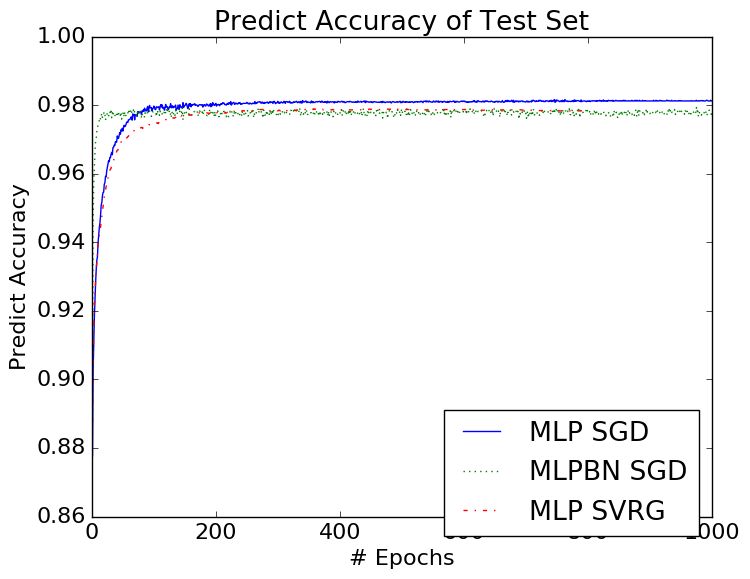 Predict Accuracy of Test Set
1.00
0.98
0.96
0.94
0.92
0.90
0.88
0.86
Predict Accuracy
MLP SGD
MLPBN SGD
MLP SVRG
0 200 400 1000
# Epochs